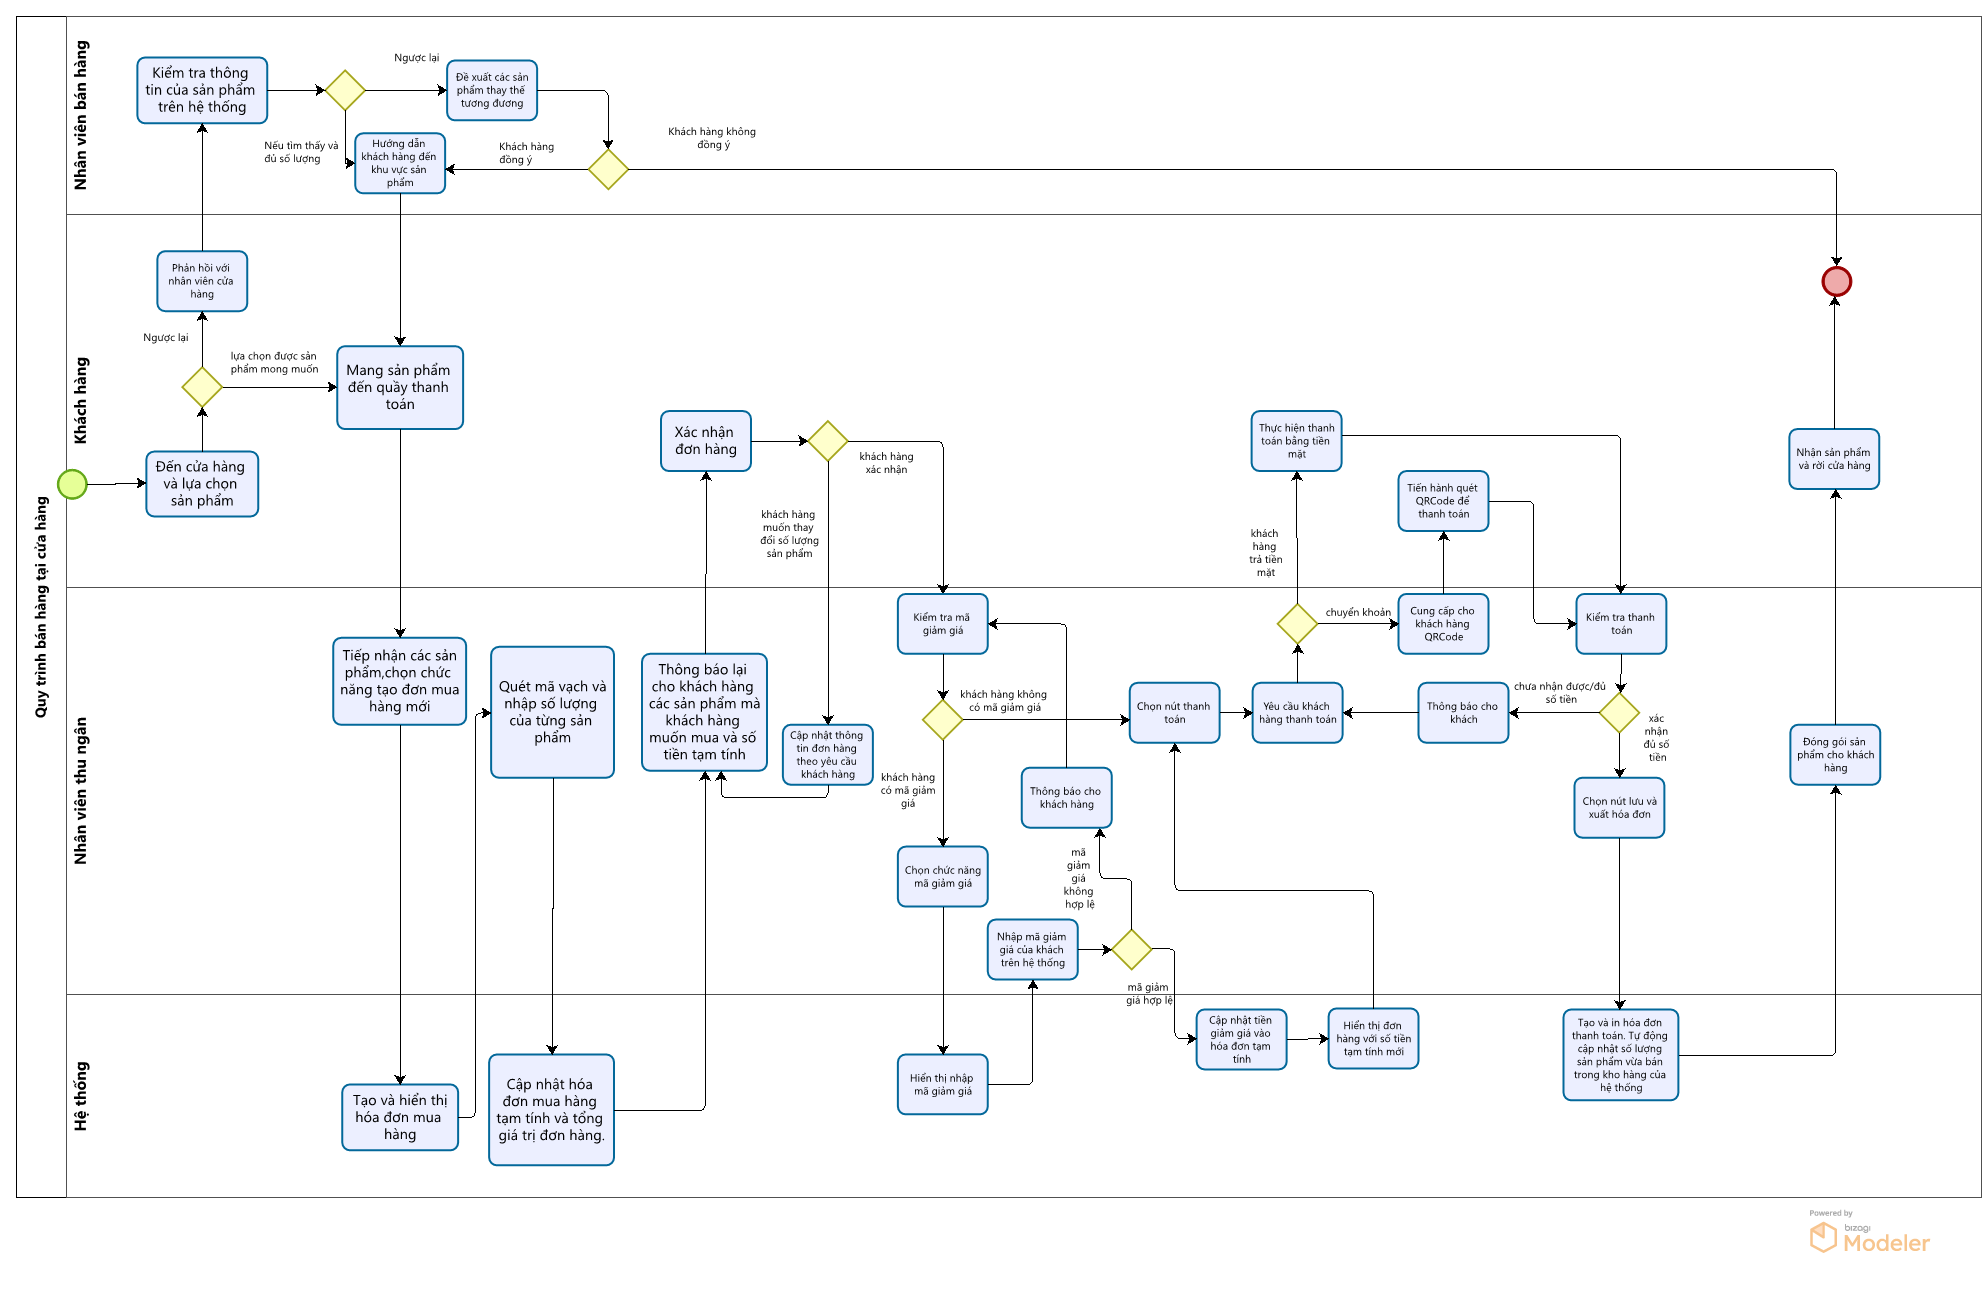 Quy trình bán hàng tại cửa hàng
Nhân viên bán hàng
Kiểm tra thông
tin của sản phẩm
trên hệ thống
Ngược lại
Đề xuất các sản
phẩm thay thế
tương đương
Nếu tìm thấy và
đủ số lượng
Hướng dẫn
khách hàng đến
khu vực sản
phẩm
Khách hàng
đồng ý
Khách hàng không
đồng ý
Khách hàng
Phản hồi với
nhân viên cửa
hàng
Ngược lại
lựa chọn được sản
phẩm mong muốn
Mang sản phẩm
đến quầy thanh
toán
Đến cửa hàng
và lựa chọn
sản phẩm
Xác nhận
đơn hàng
khách hàng
xác nhận
khách hàng
muốn thay
đổi số lượng
sản phẩm
Thực hiện thanh
toán bằng tiền
mặt
Tiến hành quét
QRCode để
thanh toán
khách
hàng
trả tiền
mặt
Nhận sản phẩm
và rời cửa hàng
Nhân viên thu ngân
Tiếp nhận các sản
phẩm,chọn chức
năng tạo đơn mua
hàng mới
Quét mã vạch và
nhập số lượng
của từng sản
phẩm
Thông báo lại
cho khách hàng
các sản phẩm mà
khách hàng
muốn mua và số
tiền tạm tính
Cập nhật thông
tin đơn hàng
theo yêu cầu
khách hàng
Kiểm tra mã
giảm giá
khách hàng không
có mã giảm giá
khách hàng
có mã giảm
giá
Thông báo cho
khách hàng
Chọn chức năng
mã giảm giá
mã
giảm
giá
không
hợp lệ
Nhập mã giảm
giá của khách
trên hệ thống
mã giảm
giá hợp lệ
Chọn nút thanh
toán
Yêu cầu khách
hàng thanh toán
chuyển khoản
Cung cấp cho
khách hàng
QRCode
Kiểm tra thanh
toán
Thông báo cho
khách
chưa nhận được/đủ
số tiền
xác
nhận
đủ số
tiền
Chọn nút lưu và
xuất hóa đơn
Đóng gói sản
phẩm cho khách
hàng
Hệ thống
Tạo và hiển thị
hóa đơn mua
hàng
Cập nhật hóa
đơn mua hàng
tạm tính và tổng
giá trị đơn hàng.
Hiển thị nhập
mã giảm giá
Cập nhật tiền
giảm giá vào
hóa đơn tạm
tính
Hiển thị đơn
hàng với số tiền
tạm tính mới
Tạo và in hóa đơn
thanh toán. Tự động
cập nhật số lượng
sản phẩm vừa bán
trong kho hàng của
hệ thống
Powered by
bizagi
Modeler